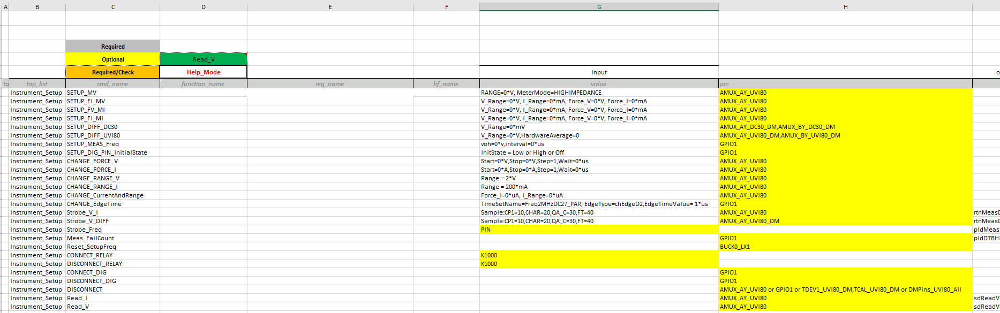 A B C D E F G H
Required
Optional Read_V
Required/Check Help_Mode input o
ta top_list cmd_name function_name reg_name bf_name value pin
Instrument_Setup SETUP_MV RANGE=0*V, MeterMode=HIGHIMPEDANCE AMUX_AY_UVI80
Instrument_Setup SETUP_FI_MV V_Range=0*V, I_Range=0*mA, Force_V=0*V, Force_I=0*mA AMUX_AY_UVI80
Instrument_Setup SETUP_FV_MI V_Range=0*V, I_Range=0*mA, Force_V=0*V, Force_I=0*mA AMUX_AY_UVI80
Instrument_Setup SETUP_FI_MI V_Range=0*V, I_Range=0*mA, Force_V=0*V, Force_I=0*mA AMUX_AY_UVI80
Instrument_Setup SETUP_DIFF_DC30 V_Range=0*mV AMUX_AY_DC30_DM,AMUX_BY_DC30_DM
Instrument_Setup SETUP_DIFF_UVI80 V_Range=0*V,HardwareAverage=0 AMUX_AY_UVI80_DM,AMUX_BY_UVI80_DM
Instrument_Setup SETUP_MEAS_Freq voh=0*v,interval=0*us GPIO1
Instrument_Setup SETUP_DIG_PIN_InitialState InitState = Low or High or Off GPIO1
Instrument_Setup CHANGE_FORCE_V Start=0*V,Stop=0*V,Step=1,Wait=0*us AMUX_AY_UVI80
Instrument_Setup CHANGE_FORCE_I Start=0*A,Stop=0*A,Step=1,Wait=0*us AMUX_AY_UVI80
Instrument_Setup CHANGE_RANGE_V Range = 2*V AMUX_AY_UVI80
Instrument_Setup CHANGE_RANGE_I Range = 200*mA AMUX_AY_UVI80
Instrument_Setup CHANGE_CurrentAndRange Force_I=0*uA, I_Range=0*uA AMUX_AY_UVI80
Instrument_Setup CHANGE_EdgeTime TimeSetName=Freq2MHzDC27_PAR, EdgeType=chEdgeD2,EdgeTimeValue= 1*us GPIO1
Instrument_Setup Strobe_V_I Sample:CP1=10,CHAR=20,QA_C=30,FT=40 AMUX_AY_UVI80 rtnMeasD
Instrument_Setup Strobe_V_DIFF Sample:CP1=10,CHAR=20,QA_C=30,FT=40 AMUX_AY_UVI80_DM rtnMeasD
Instrument_Setup Strobe_Freq PIN pldMeas
Instrument_Setup Meas_FailCount GPIO1 pldDTBHi
Instrument_Setup Reset_SetupFreq BUCK0_LX1
Instrument_Setup CONNECT_RELAY K1000
Instrument_Setup DISCONNECT_RELAY K1000
Instrument_Setup CONNECT_DIG GPIO1
Instrument_Setup DISCONNECT_DIG GPIO1
Instrument_Setup DISCONNECT AMUX_AY_UVI80 or GPIO1 or TDEV1_UVI80_DM,TCAL_UVI80_DM or DMPins_UVI80_All
Instrument_Setup Read_I AMUX_AY_UVI80 sdReadV
Instrument_Setup Read_V AMUX_AY_UVI80 sdReadV